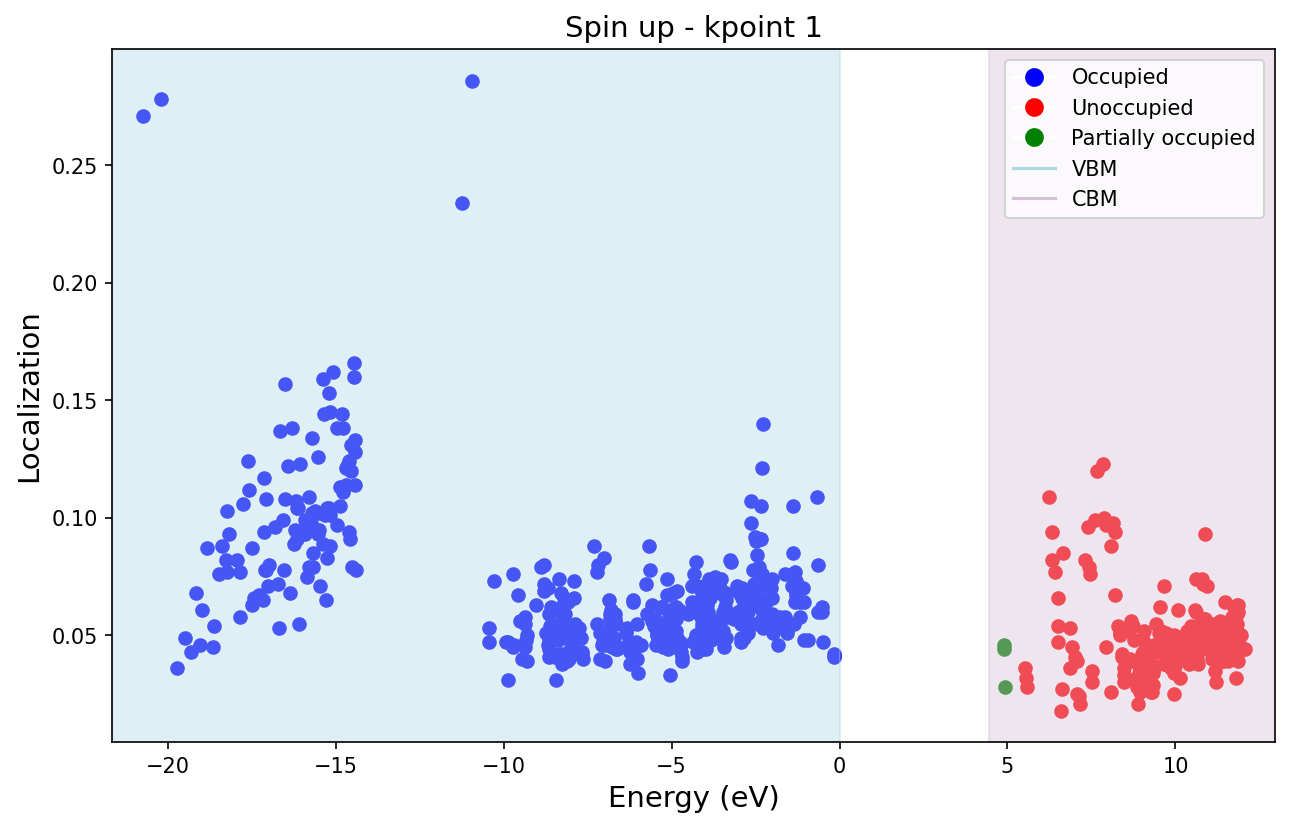 Spin up - kpoint 1
Occupied
Unoccupied
Partially occupied
VBM
CBM
Localization
0.25
0.20
0.15
0.10
0.05
−20
−15
−10
−5
0
5
10
Energy (eV)